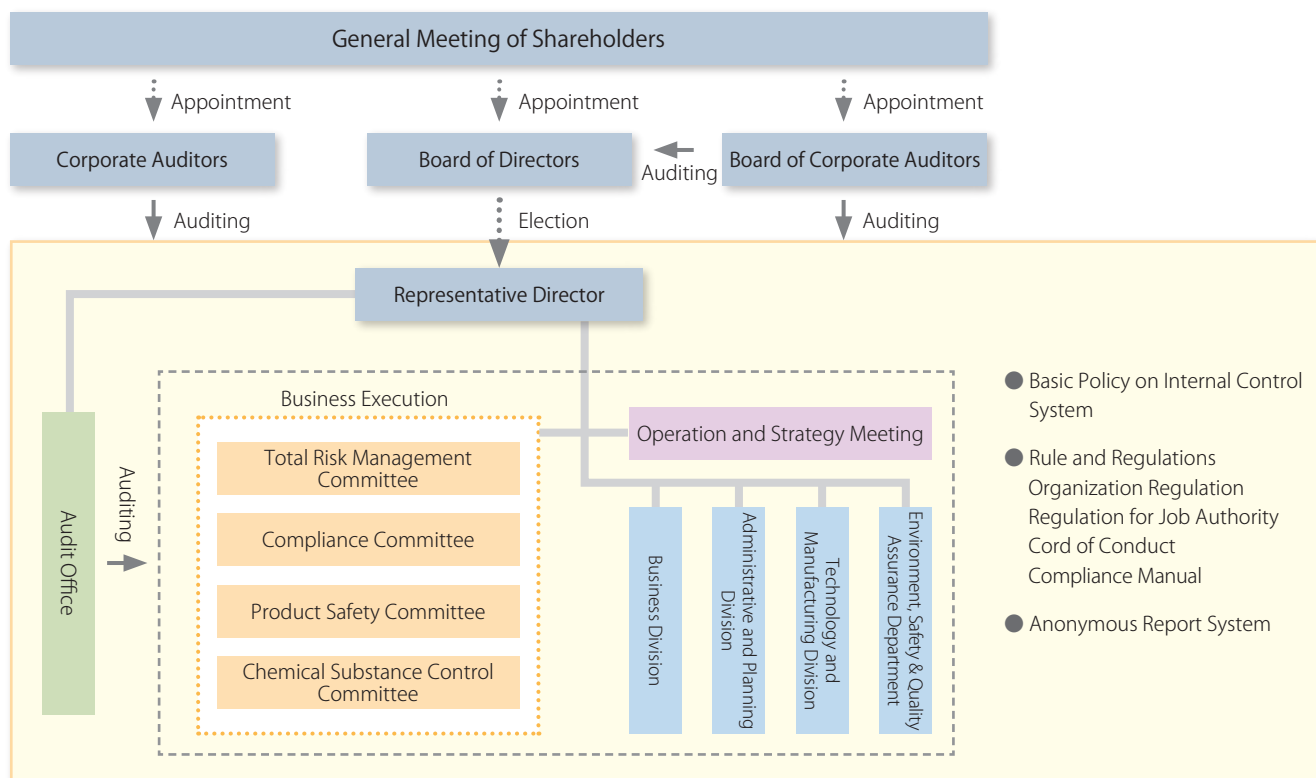 General Meeting of Shareholders
Appointment
Appointment
Appointment
Corporate Auditors
Board of Directors
Auditing
Board of Corporate Auditors
Auditing
Election
Auditing
Representative Director
Business Execution
Total Risk Management
Committee
Compliance Committee
Product Safety Committee
Chemical Substance Control
Committee
Audit Office
Auditing
Operation and Strategy Meeting
Business Division
Administrative and Planning
Division
Technology and
Manufacturing Division
Environment, Safety & Quality
Assurance Department
● Basic Policy on Internal Control
System
● Rule and Regulations
Organization Regulation
Regulation for Job Authority
Cord of Conduct
Compliance Manual
● Anonymous Report System